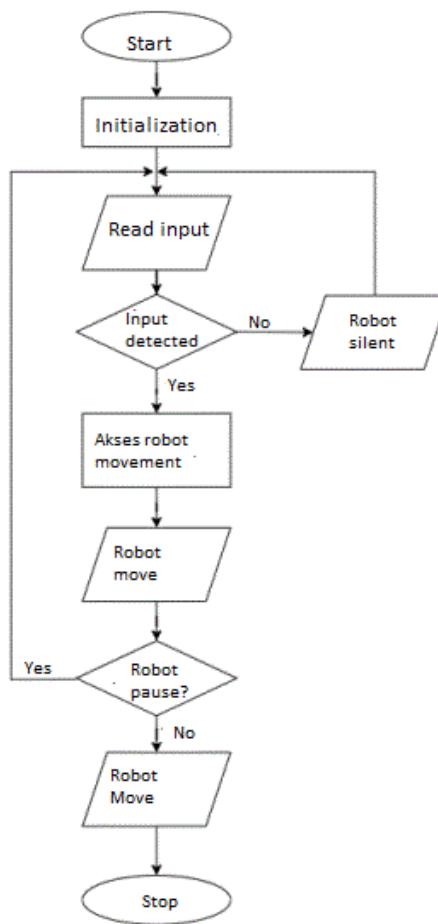 Start
Initialization
Read input
Input
detected
No
Robot
silent
Yes
Akses robot
movement
Robot
move
Yes
Robot
pause?
No
Robot
Move
Stop